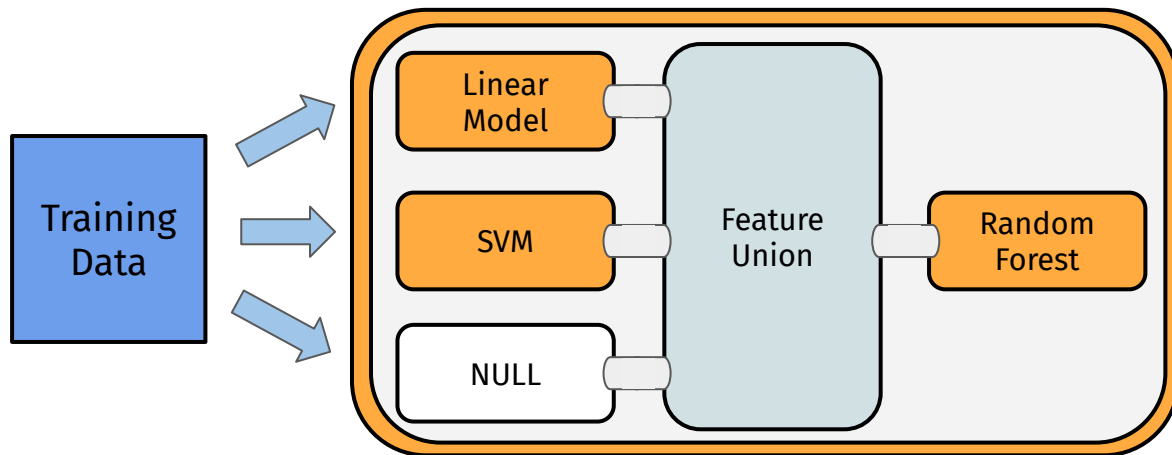 Training
Data
Linear
Model
SVM
NULL
Feature
Union
Random
Forest